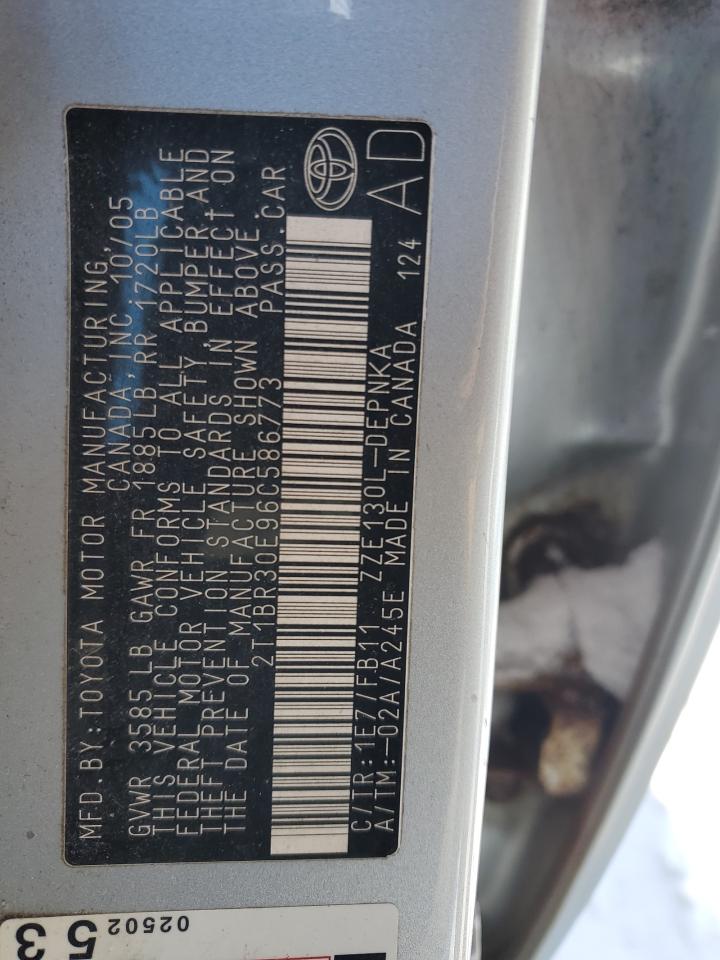 MFD.BY:TOYOTA MOTOR MANUFACTURING,
CANADA,INC. 10/05
GVWR 3585LB GAWR FR 1885LB,RR 1720LB
THIS VEHICLE CONFORMS TO ALL APPLICABLE
FEDERAL MOTOR VEHICLE SAFETY, BUMPER,AND
THEFT PREVENTION STANDARDS IN EFFECT ON
THE DATE OF MANUFACTURE SHOWN ABOVE.
2T1BR30E96C586773 PASS.CAR
C/TR:1E7/FB11 ZZE130L-DEPNKA
A/TM:-02A/A245E MADE IN CANADA 124
AD
02502
53